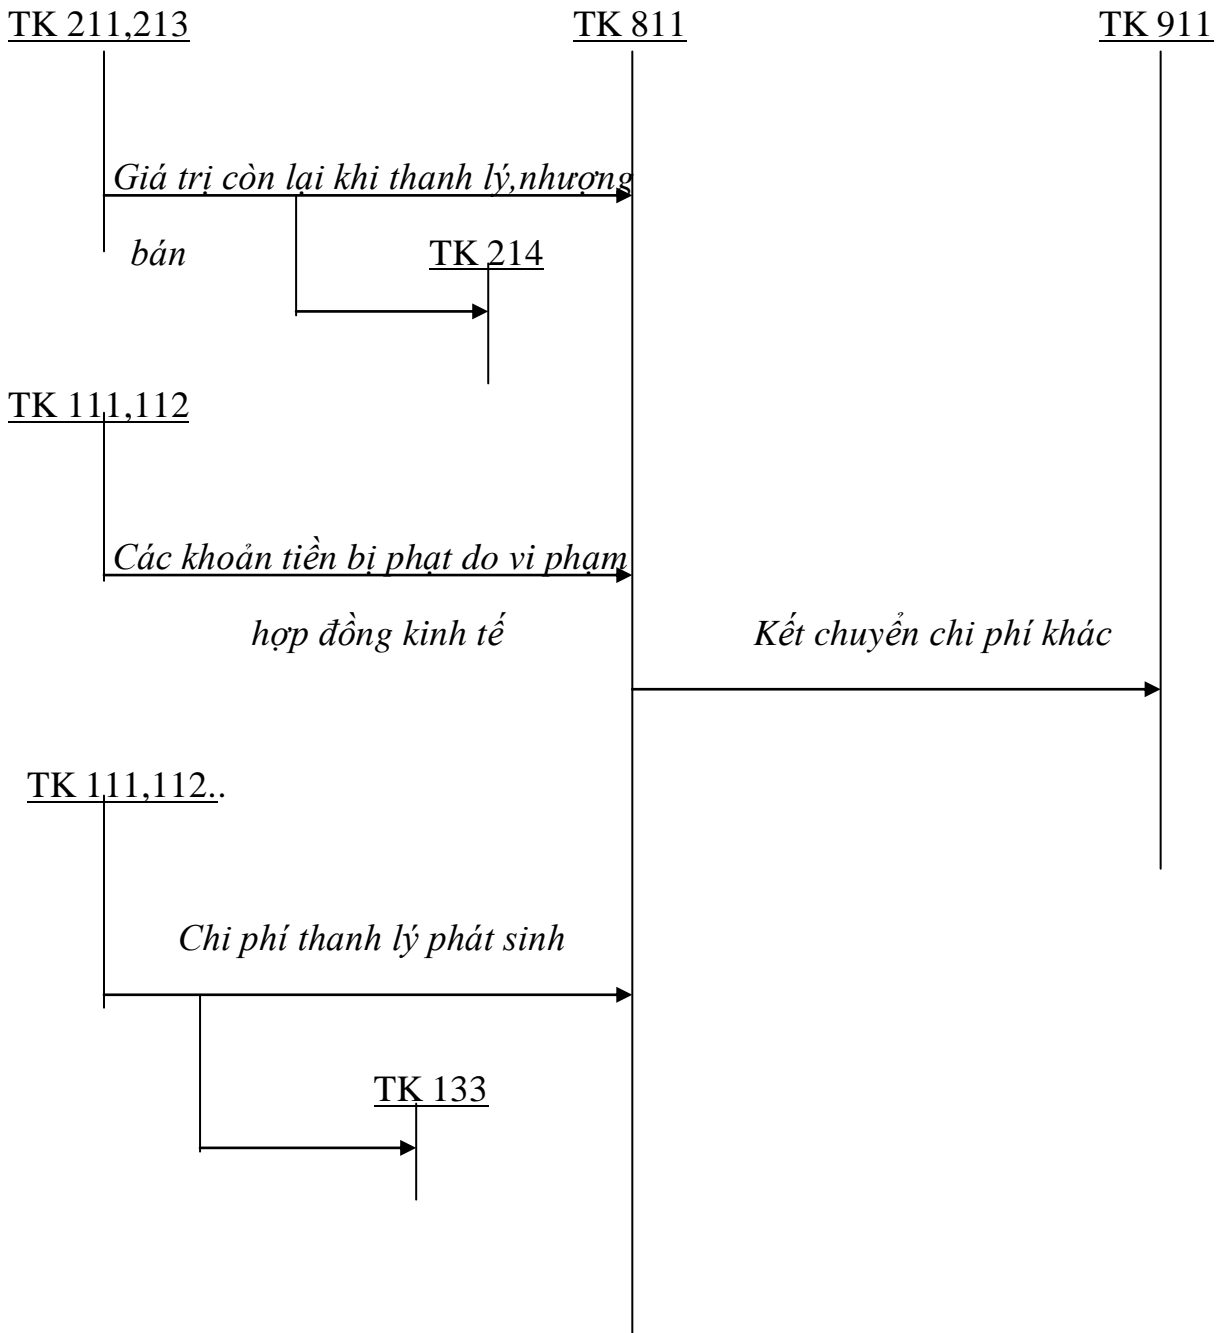 TK 211,213
TK 811
TK 911
Giá trị còn lại khi thanh lý,nhượng
bán
TK 214
TK 111,112
Các khoản tiền bị phạt do vi phạm
hợp đồng kinh tế
Kết chuyển chi phí khác
TK 111,112..
Chi phí thanh lý phát sinh
TK 133